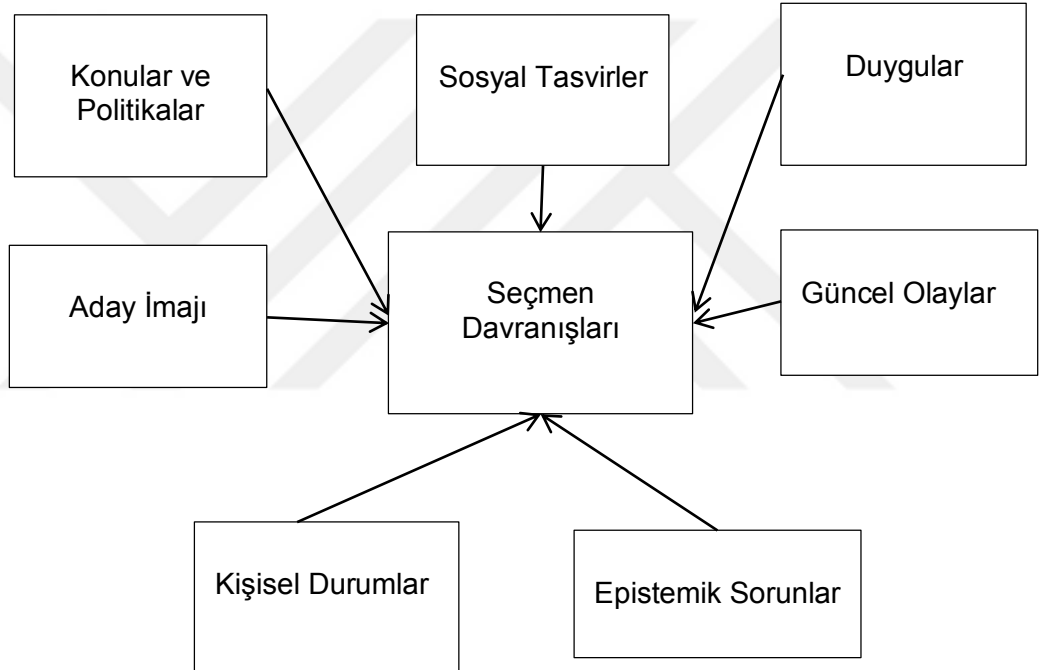 Konular ve
Politikalar
Sosyal Tasvirler
Duygular
Aday İmajı
Seçmen
Davranışları
Güncel Olaylar
Kişisel Durumlar
Epistemik Sorunlar